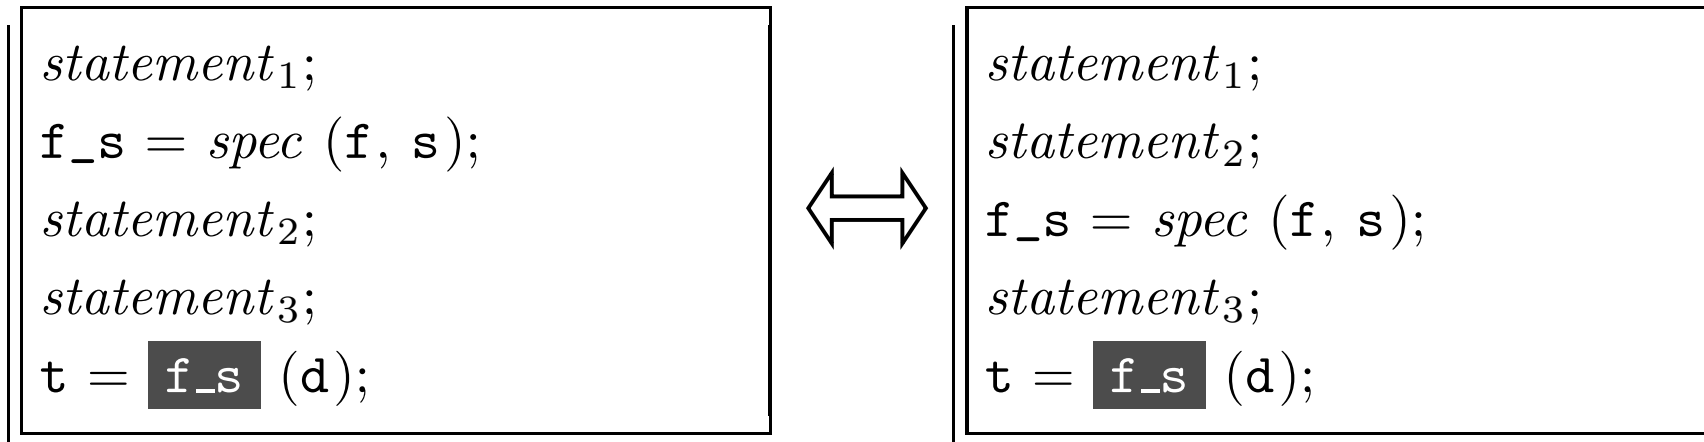 statement₁;
f_s = spec (f, s);
statement₂;
statement₃;
t = f_s (d);
statement₁;
statement₂;
f_s = spec (f, s);
statement₃;
t = f_s (d);